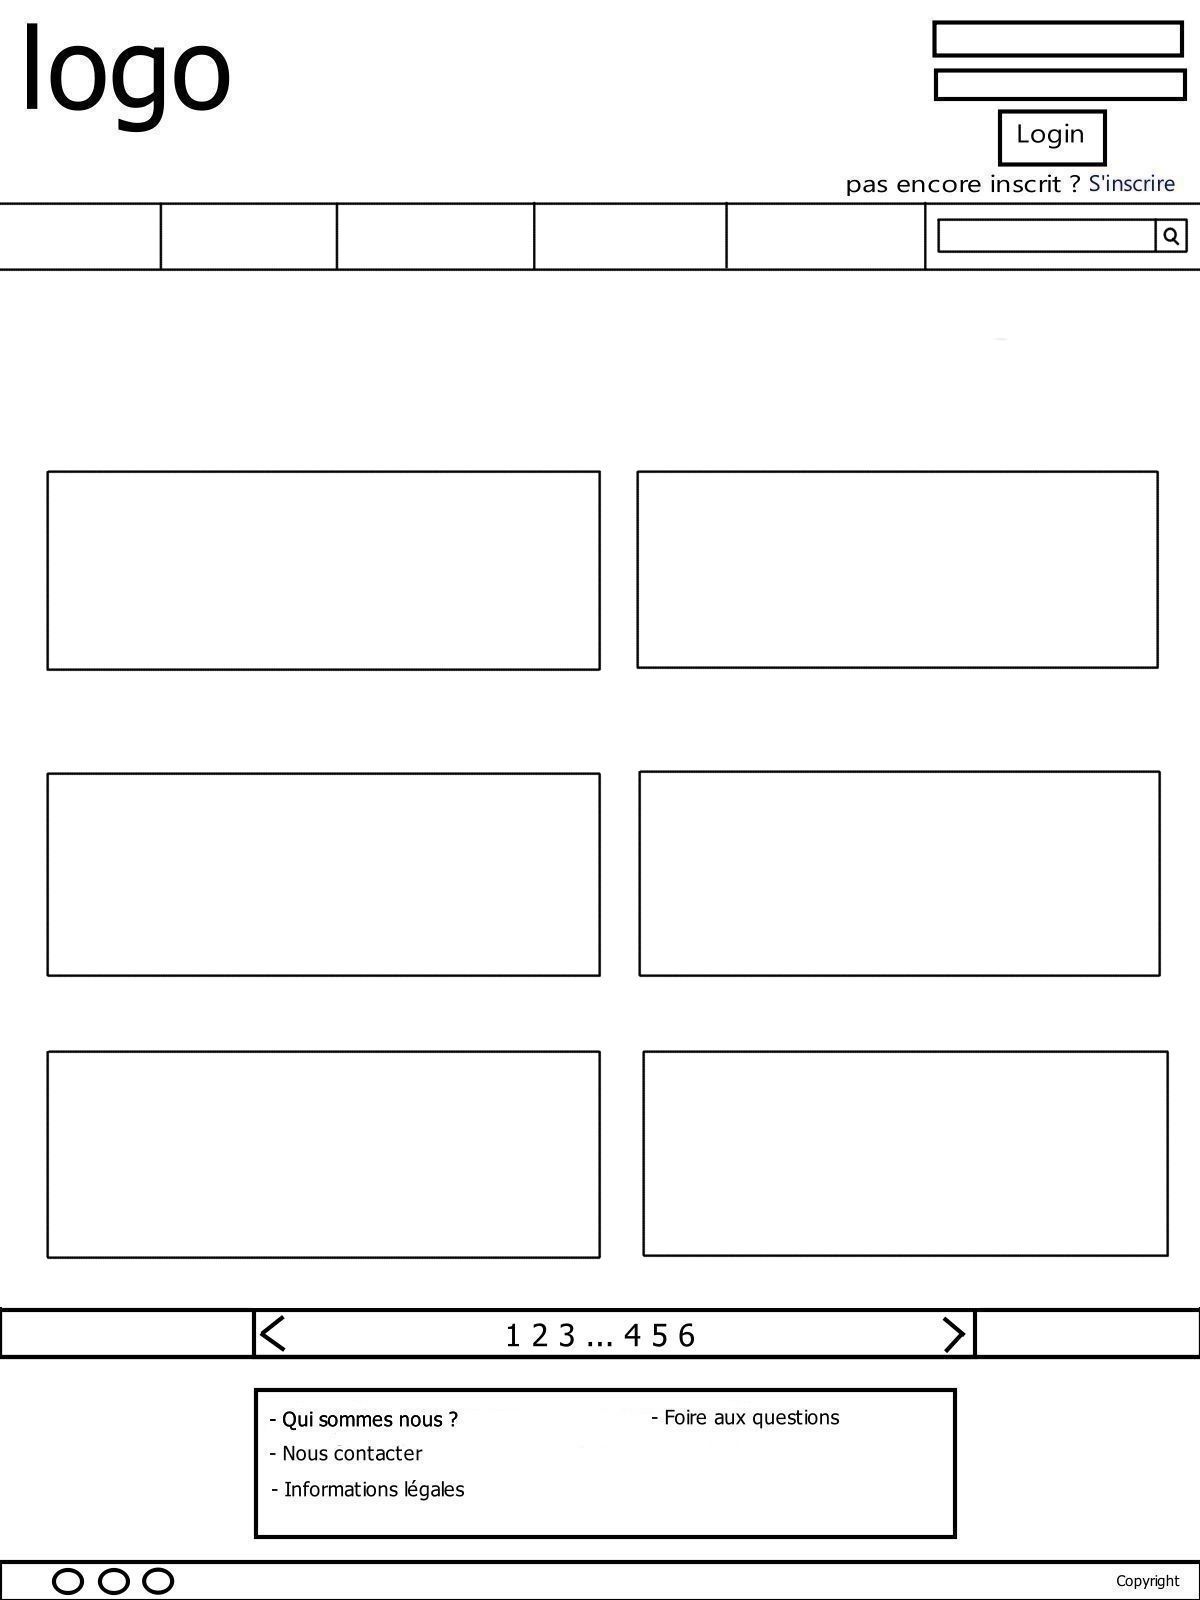 logo
Login
pas encore inscrit ? S'inscrire
1 2 3 ... 4 5 6
- Qui sommes nous ?
- Foire aux questions
- Nous contacter
- Informations légales
Copyright